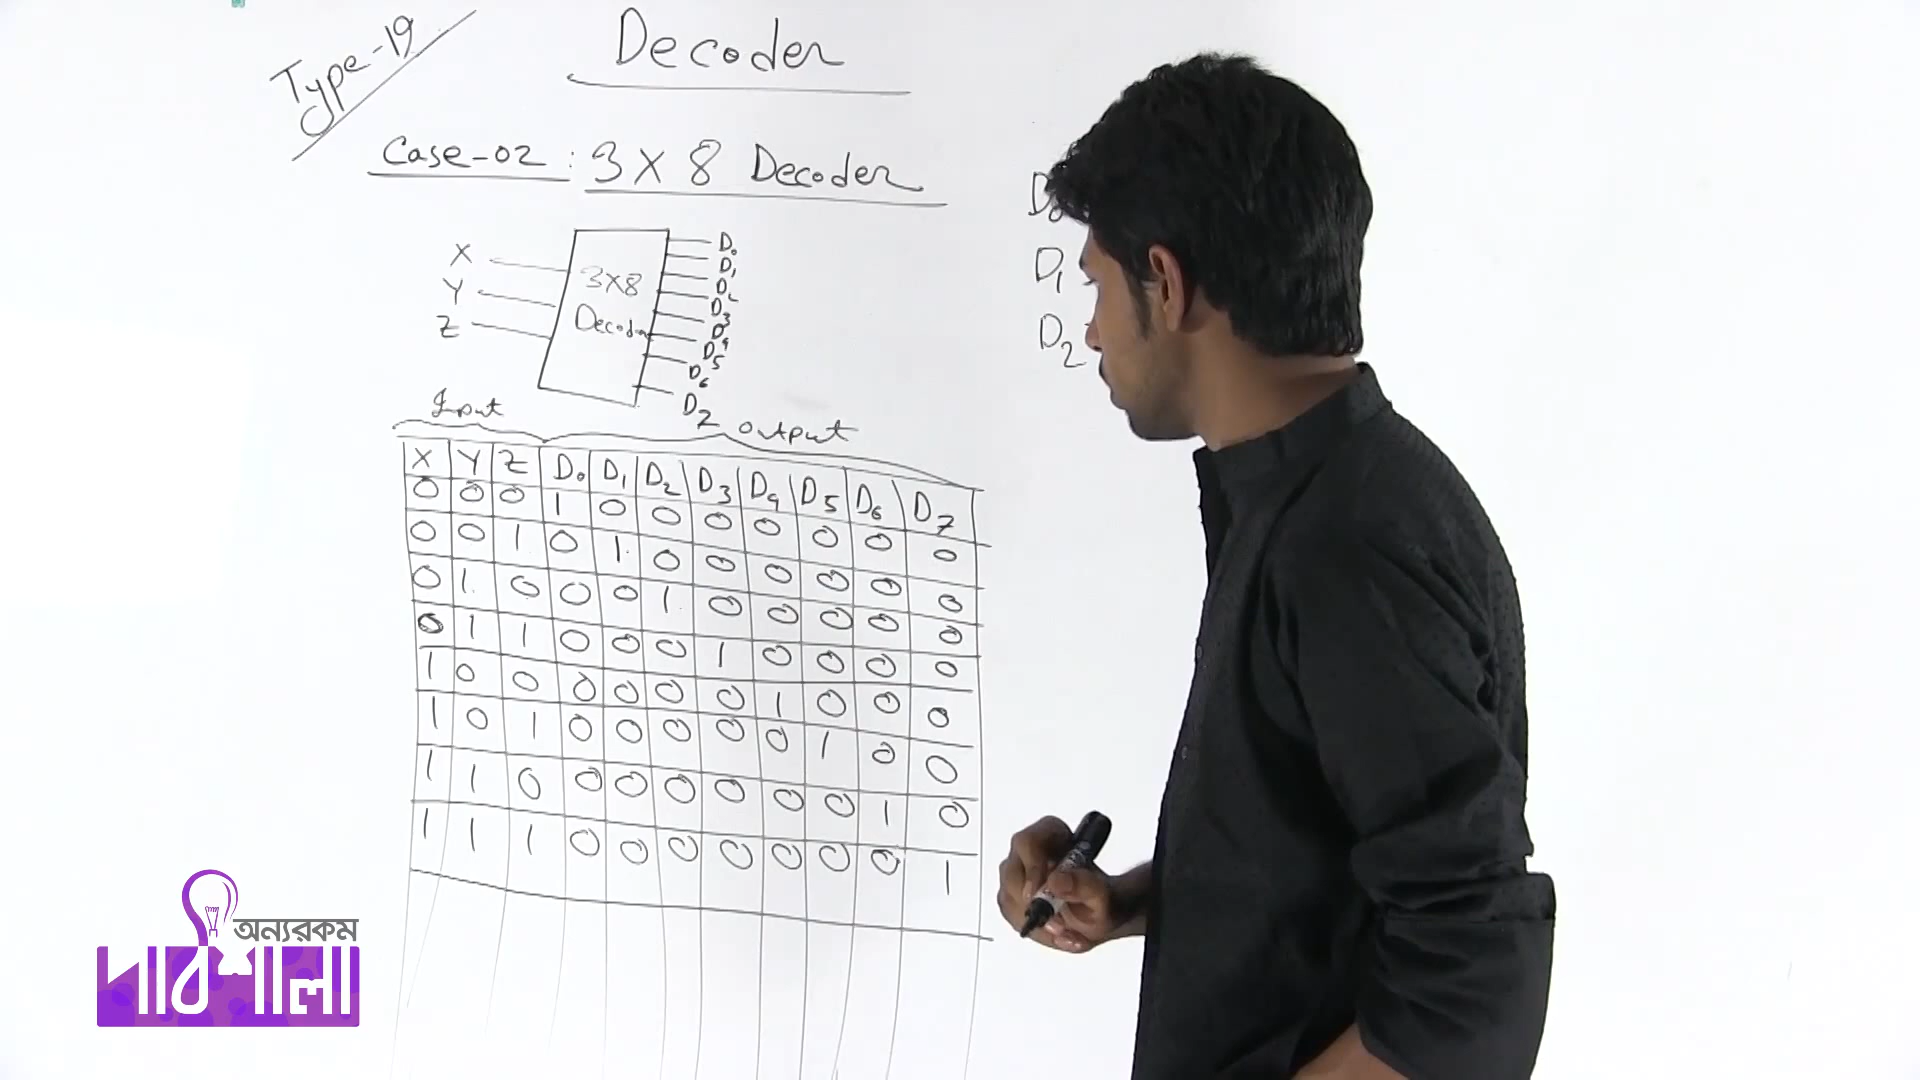 Type-19
Decoder
Case-02 : 3X8 Decoder
X
Y
Z
3X8
Decoder
D0
D1
D2
D3
D4
D5
D6
D7
Input
Output
X Y Z D0 D1 D2 D3 D4 D5 D6 D7
0 0 0 1 0 0 0 0 0 0 0
0 0 1 0 1 0 0 0 0 0 0
0 1 0 0 0 1 0 0 0 0 0
0 1 1 0 0 0 1 0 0 0 0
1 0 0 0 0 0 0 1 0 0 0
1 0 1 0 0 0 0 0 1 0 0
1 1 0 0 0 0 0 0 0 1 0
1 1 1 0 0 0 0 0 0 0 1
D0
D1
D2
অন্যরকম
পাঠশালা